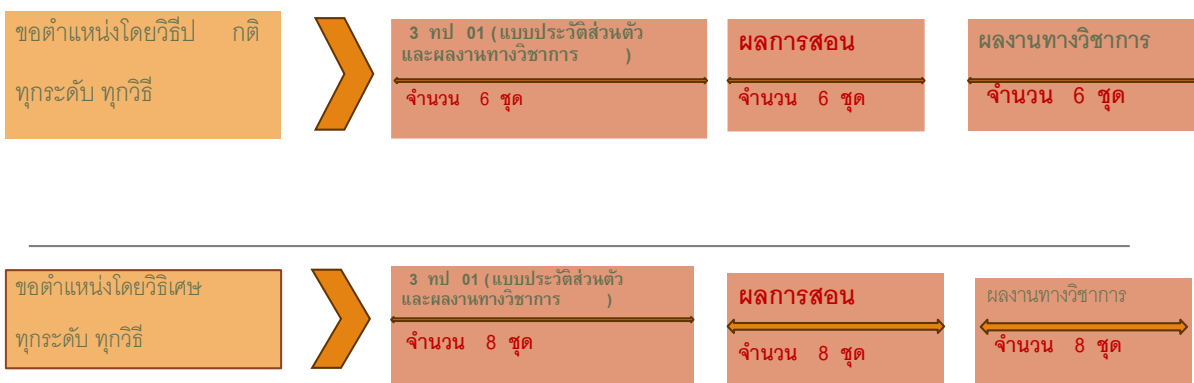 ขอตำแหน่งโดยวิธีป กติ
ทุกระดับ ทุกวิธี
3 ทป 01 (แบบประวัติส่วนตัว
และผลงานทางวิชาการ )
จำนวน 6 ชุด
ผลการสอน
จำนวน 6 ชุด
ผลงานทางวิชาการ
จำนวน 6 ชุด
ขอตำแหน่งโดยวิธิเศษ
ทุกระดับ ทุกวิธี
3 ทป 01 (แบบประวัติส่วนตัว
และผลงานทางวิชาการ )
จำนวน 8 ชุด
ผลการสอน
จำนวน 8 ชุด
ผลงานทางวิชาการ
จำนวน 8 ชุด